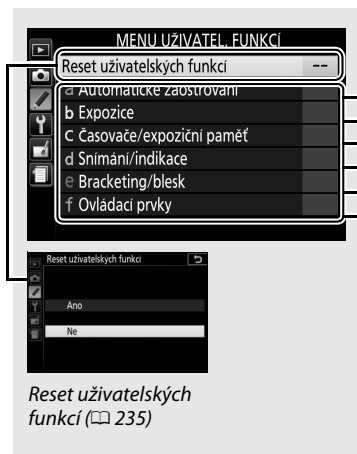 MENU UŽIVATEL. FUNKCÍ
Reset uživatelských funkcí --
a Automatické zaostřování
b Expozice
c Časovače/expoziční paměť
d Snímání/indikace
e Bracketing/blesk
f Ovládací prvky
Reset uživatelských funkcí
Ano
Ne
Reset uživatelských
funkcí (📖 235)